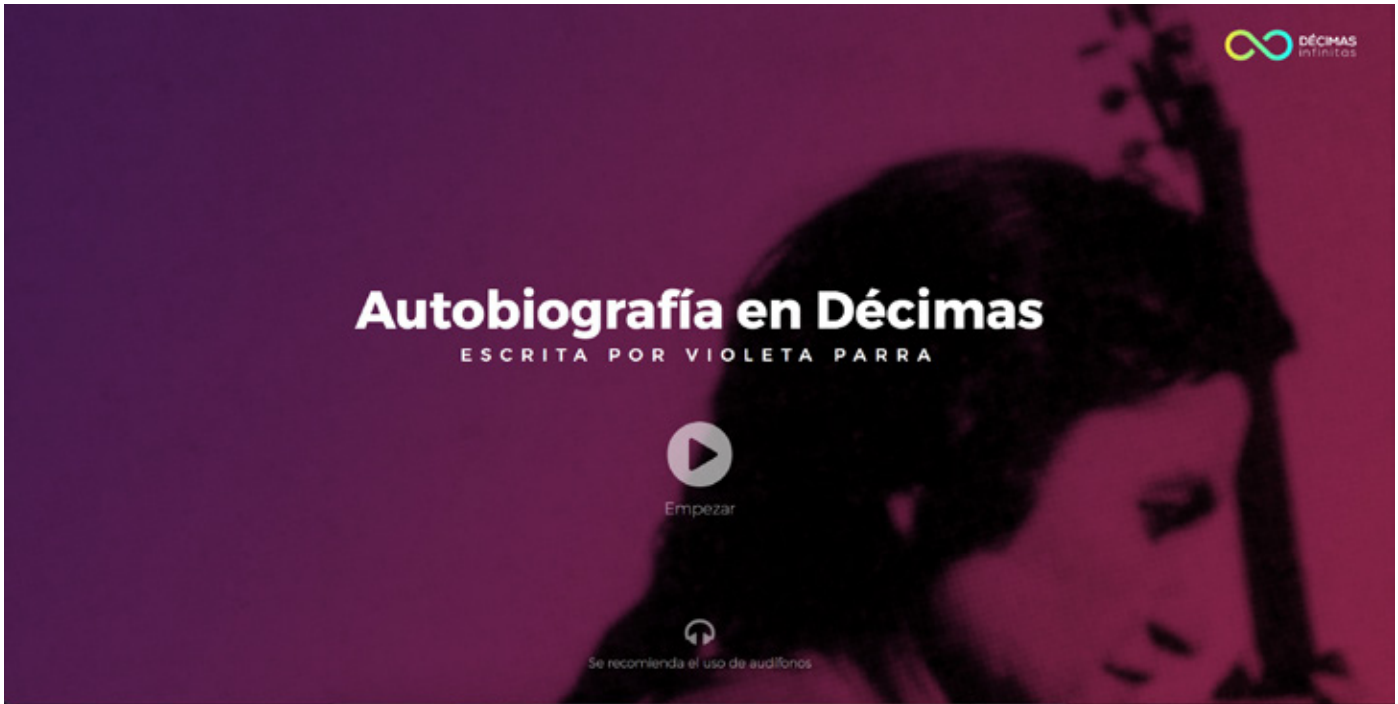 DÉCIMAS
infinitas
Autobiografía en Décimas
ESCRITA POR VIOLETA PARRA
Empezar
Se recomienda el uso de audífonos